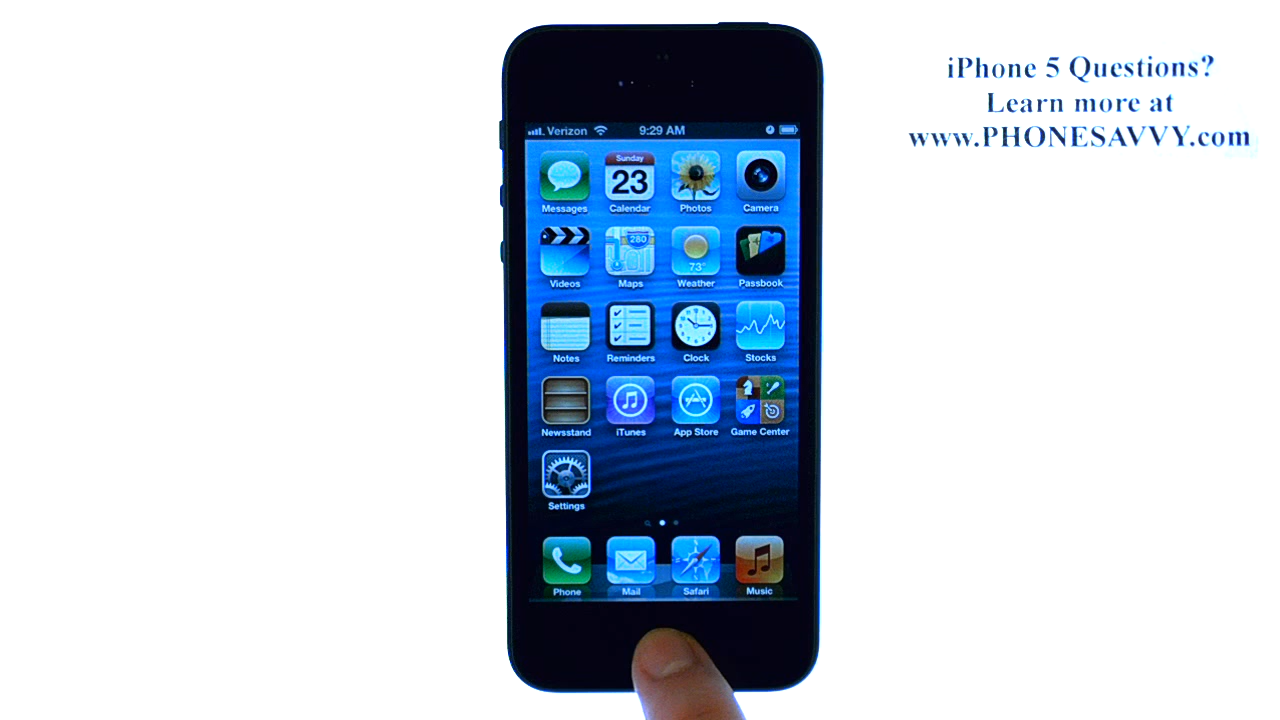 iPhone 5 Questions?
Learn more at
www.PHONESAVVY.com
Verizon 9:29 AM
Sunday
23
Messages Calendar Photos Camera
280
73°
Videos Maps Weather Passbook
Notes Reminders Clock Stocks
Newsstand iTunes App Store Game Center
Settings
Phone Mail Safari Music